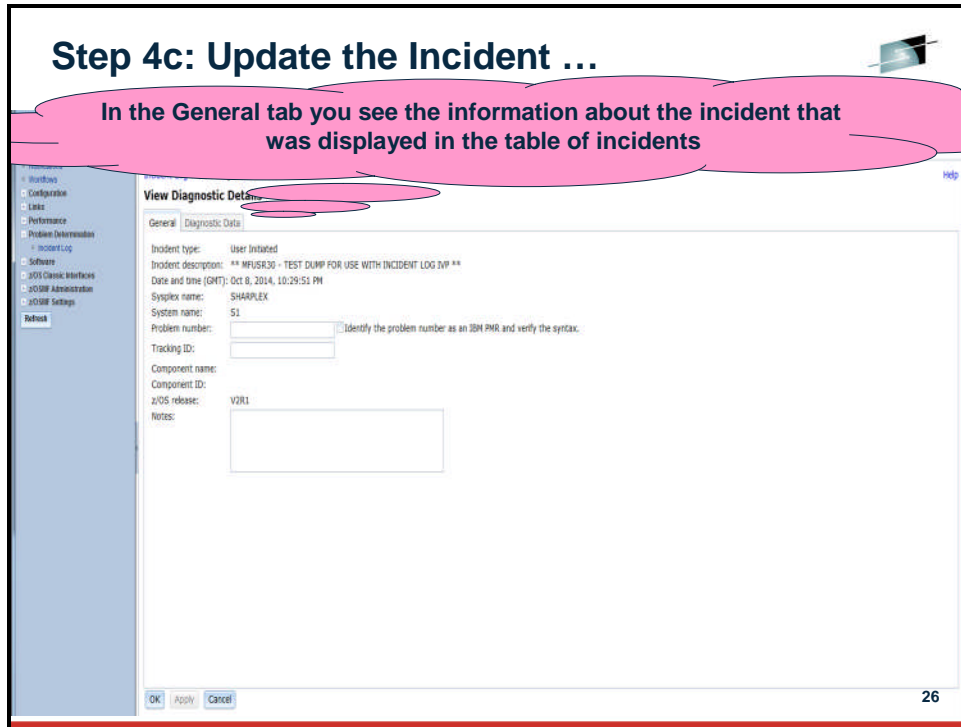 Step 4c: Update the Incident …
In the General tab you see the information about the incident that
was displayed in the table of incidents
Help
Workflows
Configuration
Links
Performance
Problem Determination
Incident Log
Software
z/OS Classic Interfaces
z/OSMF Administration
z/OSMF Settings
Refresh
View Diagnostic Details
General Diagnostic Data
Incident type: User Initiated
Incident description: ** MFUSR30 - TEST DUMP FOR USE WITH INCIDENT LOG IVP **
Date and time (GMT): Oct 8, 2014, 10:29:51 PM
Sysplex name: SHARPLEX
System name: S1
Problem number: Identify the problem number as an IBM PMR and verify the syntax.
Tracking ID:
Component name:
Component ID:
z/OS release: V2R1
Notes:
OK Apply Cancel
26